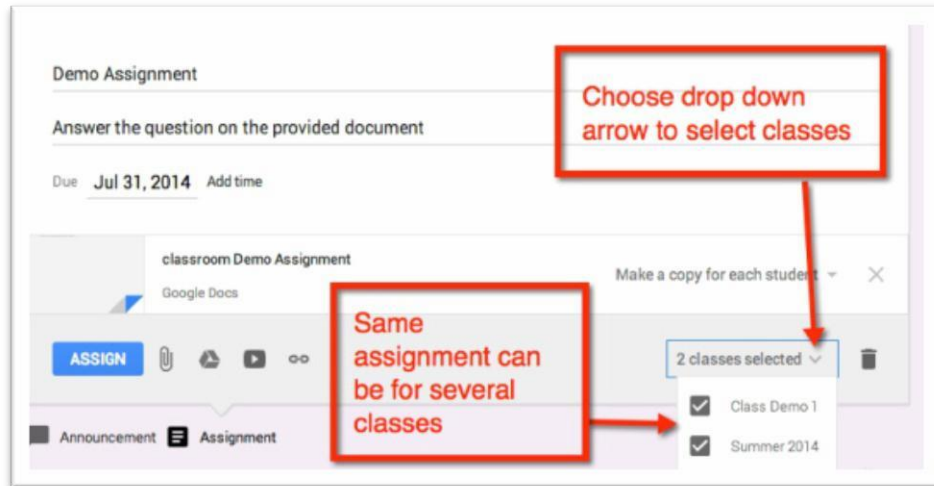 Demo Assignment
Choose drop down
arrow to select classes
Answer the question on the provided document
Due Jul 31, 2014 Add time
classroom Demo Assignment
Google Docs
Make a copy for each student
Same
assignment can
be for several
classes
ASSIGN
2 classes selected
Class Demo 1
Summer 2014
Announcement
Assignment